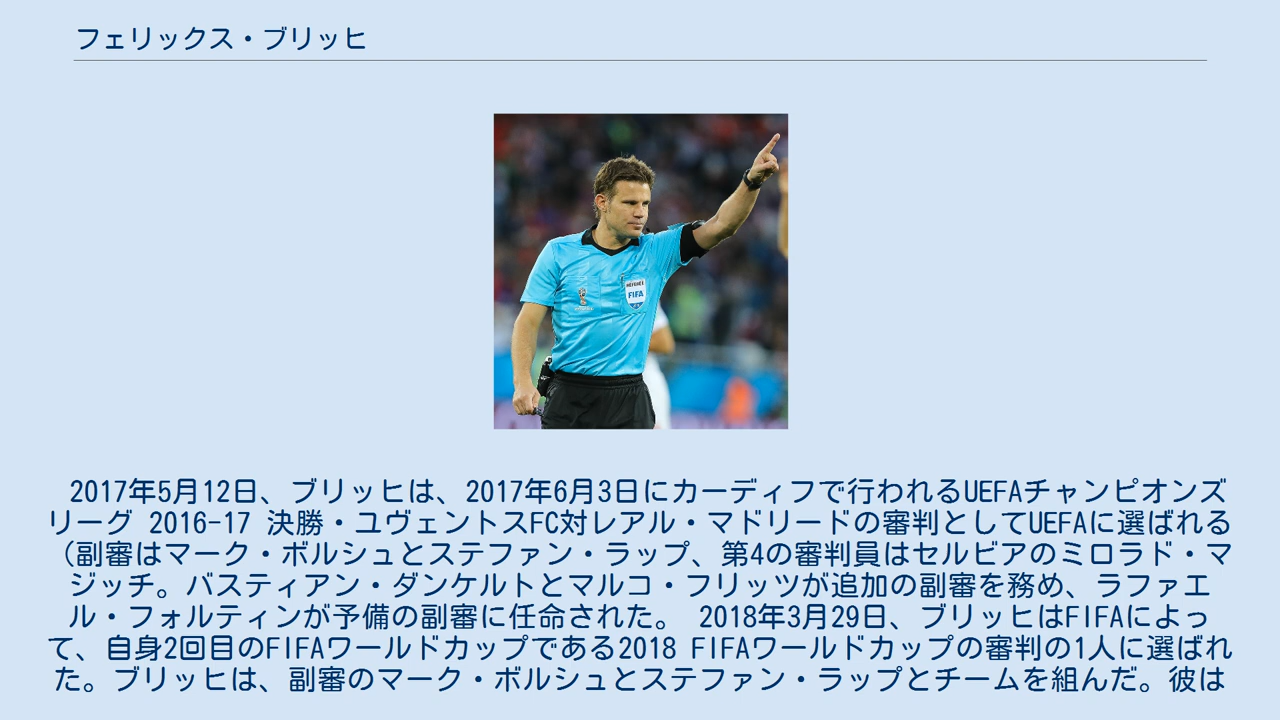 フェリックス・ブリッヒ
REFEREE
FIFA
2017年5月12日、ブリッヒは、2017年6月3日にカーディフで行われるUEFAチャンピオンズ
リーグ 2016-17 決勝・ユヴェントスFC対レアル・マドリードの審判としてUEFAに選ばれる
（副審はマーク・ボルシュとステファン・ラップ、第4の審判員はセルビアのミロラド・マ
ジッチ。バスティアン・ダンケルトとマルコ・フリッツが追加の副審を務め、ラファエ
ル・フォルティンが予備の副審に任命された。 2018年3月29日、ブリッヒはFIFAによっ
て、自身2回目のFIFAワールドカップである2018 FIFAワールドカップの審判の1人に選ばれ
た。ブリッヒは、副審のマーク・ボルシュとステファン・ラップとチームを組んだ。彼は